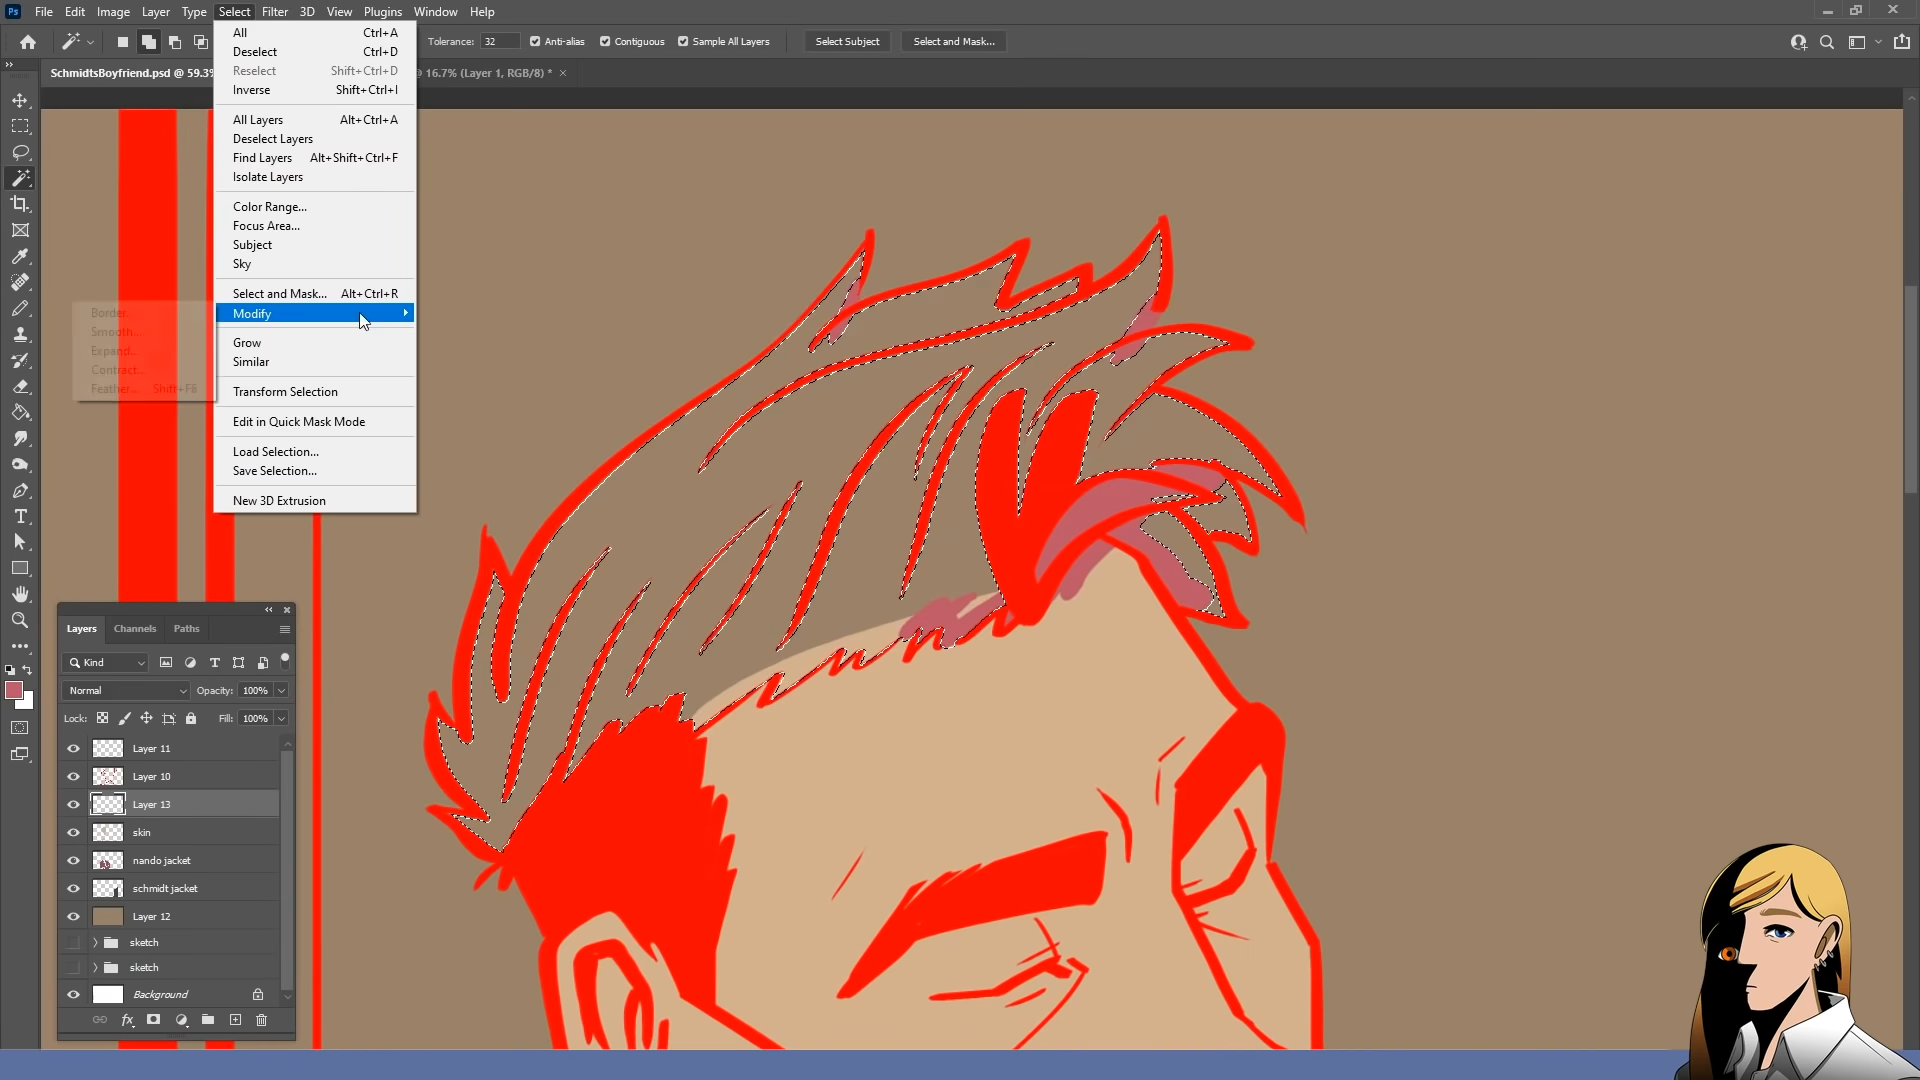 Ps File Edit Image Layer Type Select Filter 3D View Plugins Window Help
Tolerance: 32 Anti-alias Contiguous Sample All Layers Select Subject Select and Mask...
SchmidtsBoyfriend.psd @ 59.3% @ 16.7% (Layer 1, RGB/8) *
All Ctrl+A
Deselect Ctrl+D
Reselect Shift+Ctrl+D
Inverse Shift+Ctrl+I
All Layers Alt+Ctrl+A
Deselect Layers
Find Layers Alt+Shift+Ctrl+F
Isolate Layers
Color Range...
Focus Area...
Subject
Sky
Select and Mask... Alt+Ctrl+R
Modify
Border...
Smooth...
Expand...
Contract...
Feather... Shift+F6
Grow
Similar
Transform Selection
Edit in Quick Mask Mode
Load Selection...
Save Selection...
New 3D Extrusion
Layers Channels Paths
Kind
Normal Opacity: 100%
Lock: Fill: 100%
Layer 11
Layer 10
Layer 13
skin
nando jacket
schmidt jacket
Layer 12
sketch
sketch
Background
fx